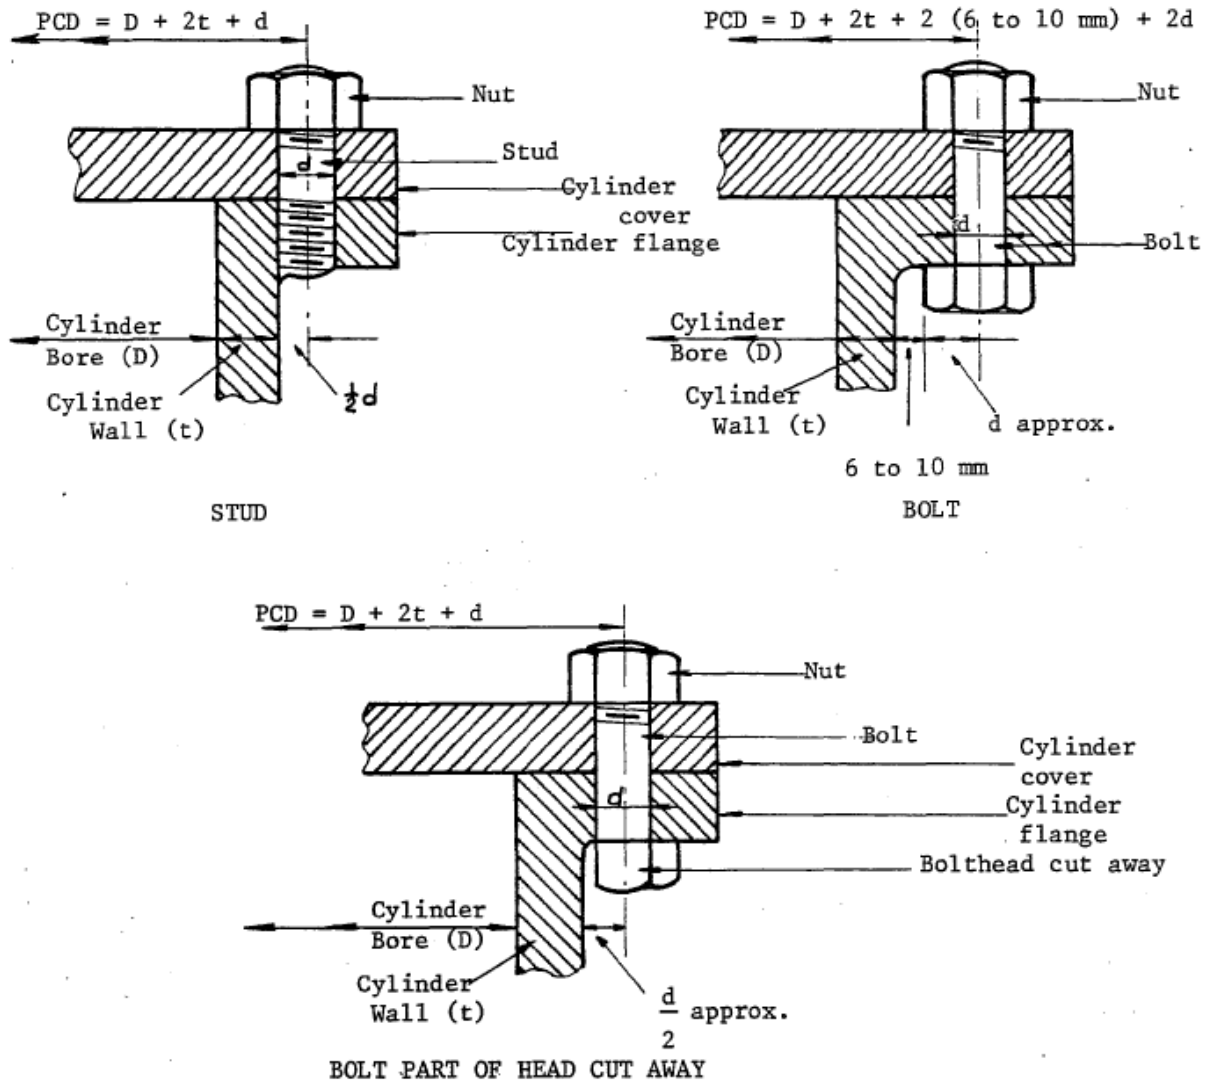 PCD = D + 2t + d
Nut
Stud
d
Cylinder
cover
Cylinder flange
Cylinder
Bore (D)
½d
Cylinder
Wall (t)
STUD
PCD = D + 2t + 2 (6 to 10 mm) + 2d
Nut
d
Bolt
Cylinder
Bore (D)
Cylinder
Wall (t)
d approx.
6 to 10 mm
BOLT
PCD = D + 2t + d
Nut
Bolt
Cylinder
cover
d
Cylinder
flange
Bolthead cut away
Cylinder
Bore (D)
Cylinder
Wall (t)
d
2
approx.
BOLT PART OF HEAD CUT AWAY